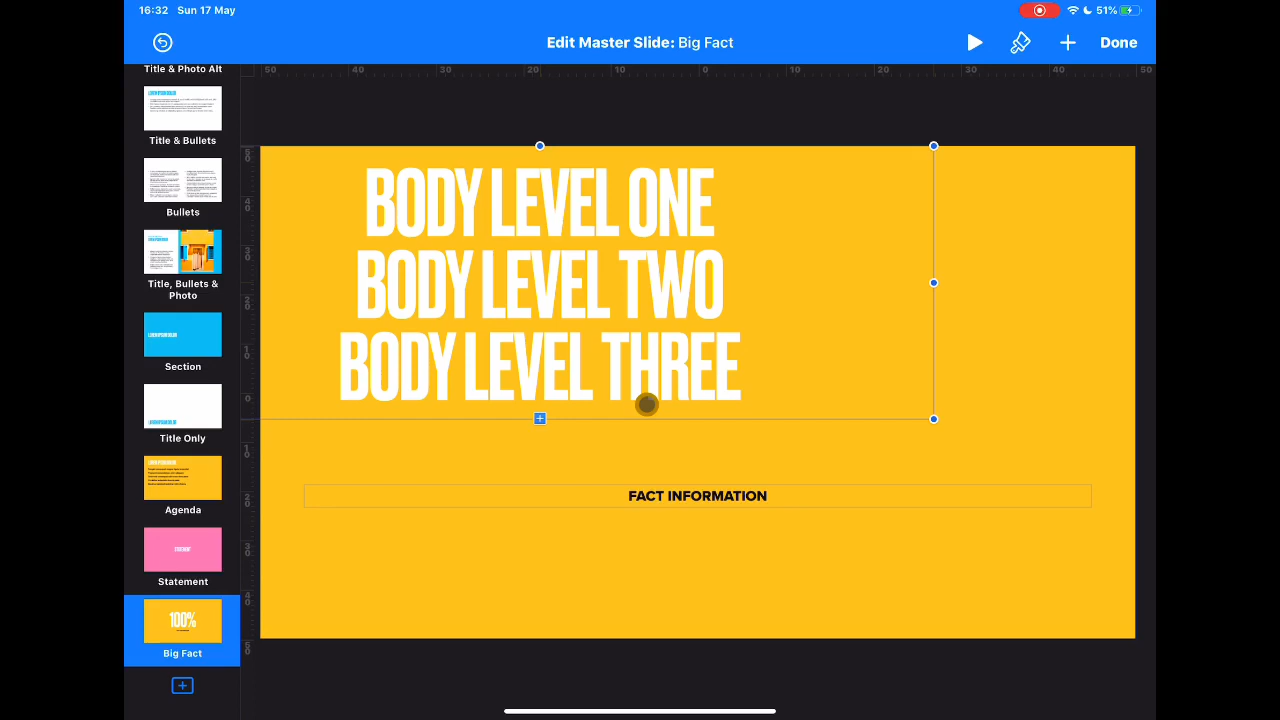 16:32 Sun 17 May
51%
Edit Master Slide: Big Fact
Done
Title & Photo Alt
Title & Bullets
Bullets
Title, Bullets &
Photo
Section
Title Only
Agenda
Statement
100%
Big Fact
50 40 30 20 10 0 10 20 30 40 50
BODY LEVEL ONE
BODY LEVEL TWO
BODY LEVEL THREE
FACT INFORMATION